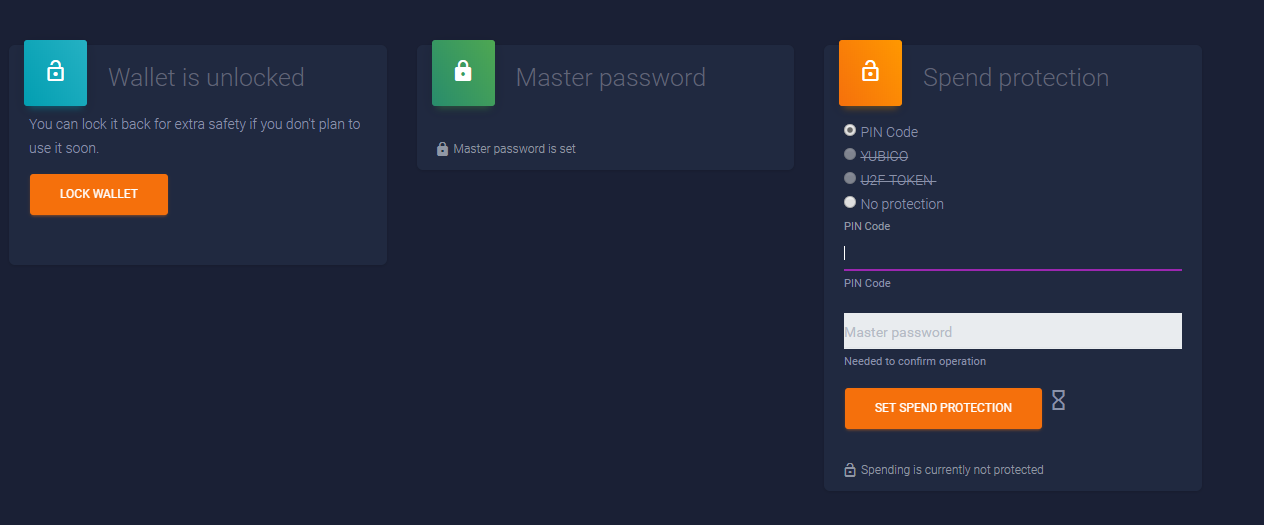 Wallet is unlocked
You can lock it back for extra safety if you don't plan to
use it soon.
LOCK WALLET
Master password
Master password is set
Spend protection
PIN Code
YUBICO
U2F TOKEN
No protection
PIN Code
PIN Code
Master password
Needed to confirm operation
SET SPEND PROTECTION
Spending is currently not protected